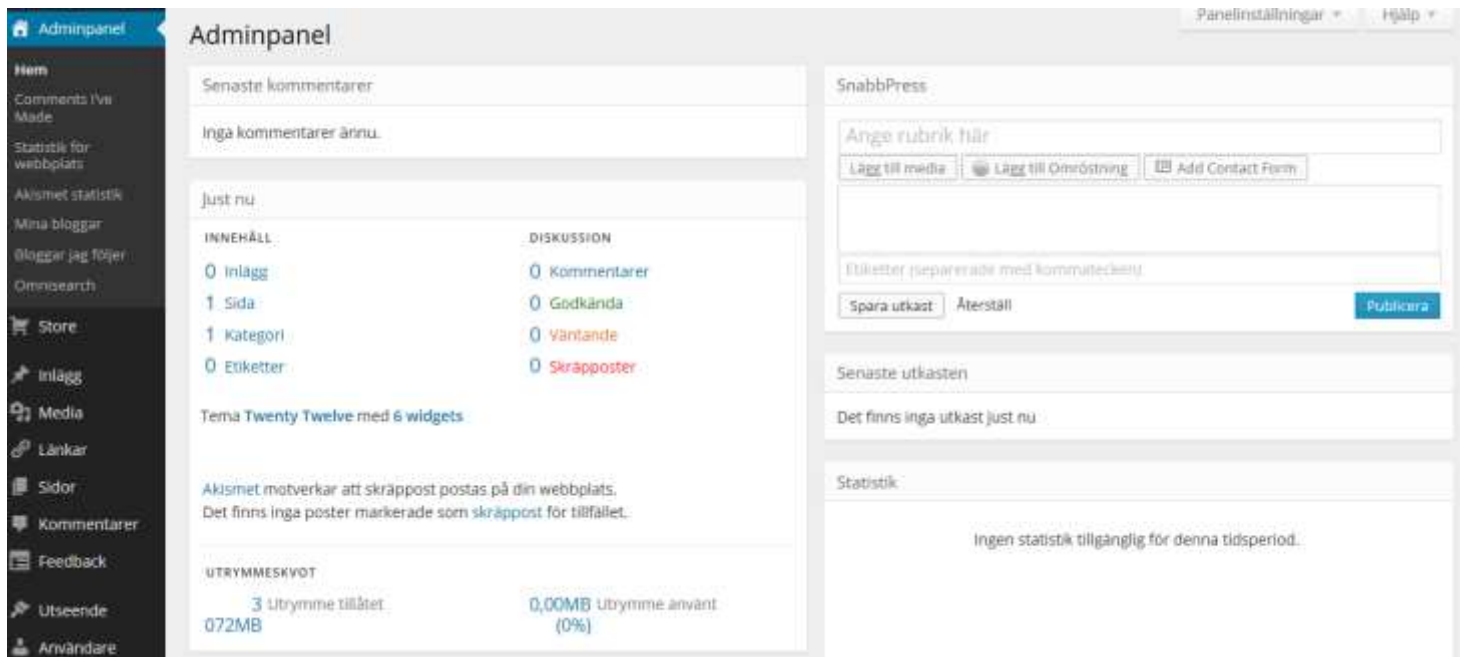 Adminpanel
Hem
Comments I've
Made
Statistik för
webbplats
Akismet statistik
Mina bloggar
Bloggar jag följer
Omnisearch
Store
Inlägg
Media
Länkar
Sidor
Kommentarer
Feedback
Utseende
Användare
Panelinställningar
Hjälp
Adminpanel
Senaste kommentarer
Inga kommentarer ännu.
Just nu
INNEHÅLL
0 Inlägg
1 Sida
1 Kategori
0 Etiketter
DISKUSSION
0 Kommentarer
0 Godkända
0 Väntande
0 Skräpposter
Tema Twenty Twelve med 6 widgets
Akismet motverkar att skräppost postas på din webbplats.
Det finns inga poster markerade som skräppost för tillfället.
UTRYMMESKVOT
3 Utrymme tillåtet
072MB
0,00MB Utrymme använt
(0%)
SnabbPress
Ange rubrik här
Lägg till media Lägg till Omröstning Add Contact Form
Etiketter (separerade med kommatecken)
Spara utkast Återställ Publicera
Senaste utkasten
Det finns inga utkast just nu
Statistik
Ingen statistik tillgänglig för denna tidsperiod.